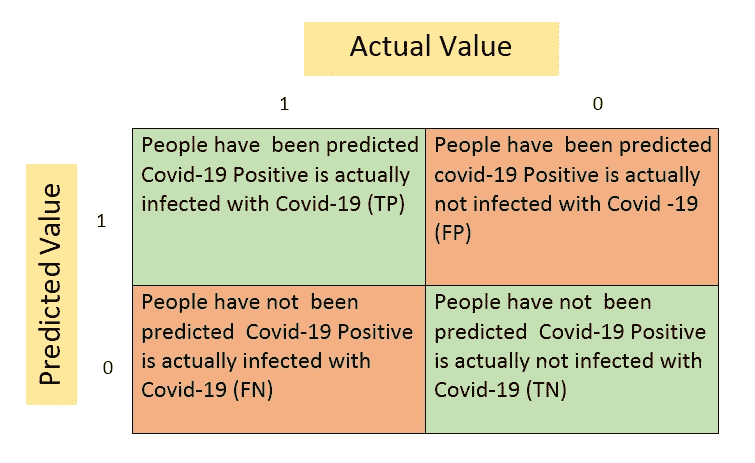 Actual Value
1
0
Predicted Value
1
People have  been predicted
Covid-19 Positive is actually
infected with Covid-19 (TP)
People have  been predicted
covid-19 Positive is actually
not infected with Covid -19
(FP)
0
People have not  been
predicted  Covid-19 Positive
is actually infected with
Covid-19 (FN)
People have not  been
predicted  Covid-19 Positive
is actually not infected with
Covid-19 (TN)